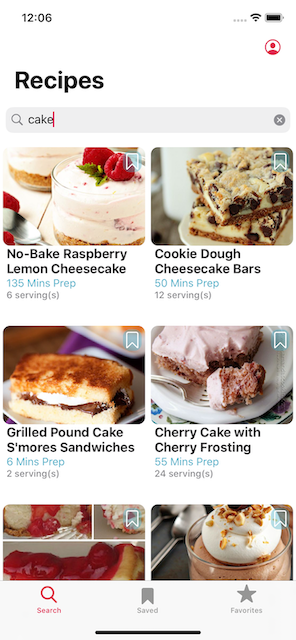 12:06
Recipes
cake
No-Bake Raspberry
Lemon Cheesecake
135 Mins Prep
6 serving(s)
Cookie Dough
Cheesecake Bars
50 Mins Prep
12 serving(s)
Grilled Pound Cake
S'mores Sandwiches
6 Mins Prep
2 serving(s)
Cherry Cake with
Cherry Frosting
55 Mins Prep
24 serving(s)
Search
Saved
Favorites